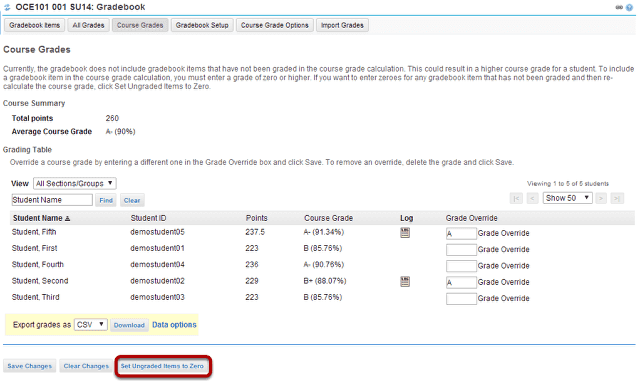 OCE101 001 SU14: Gradebook
Gradebook Items All Grades Course Grades Gradebook Setup Course Grade Options Import Grades
Course Grades
Currently, the gradebook does not include gradebook items that have not been graded in the course grade calculation. This could result in a higher course grade for a student. To include
a gradebook item in the course grade calculation, you must enter a grade of zero or higher. If you want to enter zeroes for any gradebook item that has not been graded and then re-
calculate the course grade, click Set Ungraded Items to Zero.
Course Summary
Total points 260
Average Course Grade A- (90%)
Grading Table
Override a course grade by entering a different one in the Grade Override box and click Save. To remove an override, delete the grade and click Save.
View All Sections/Groups Viewing 1 to 5 of 5 students
Student Name Find Clear |< < Show 50 > >|
Student Name Student ID Points Course Grade Log Grade Override
Student, Fifth demostudent05 237.5 A- (91.34%) A Grade Override
Student, First demostudent01 223 B (85.76%) Grade Override
Student, Fourth demostudent04 236 A- (90.76%) Grade Override
Student, Second demostudent02 229 B+ (88.07%) A Grade Override
Student, Third demostudent03 223 B (85.76%) Grade Override
Export grades as CSV Download Data options
Save Changes Clear Changes Set Ungraded Items to Zero